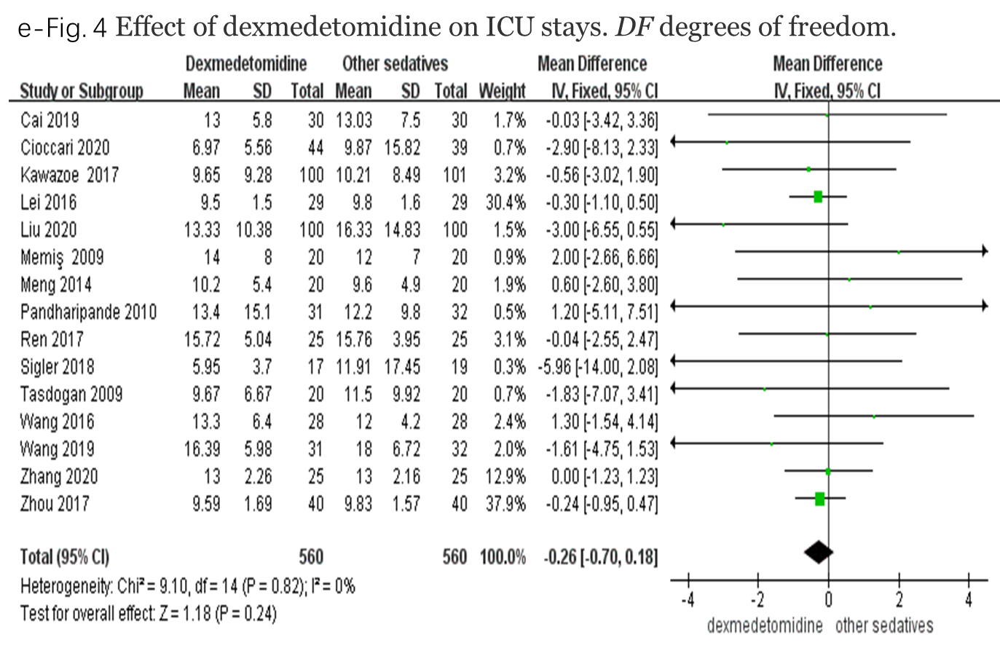 e-Fig. 4 Effect of dexmedetomidine on ICU stays. DF degrees of freedom.
Dexmedetomidine Other sedatives Mean Difference Mean Difference
Study or Subgroup Mean SD Total Mean SD Total Weight IV, Fixed, 95% CI IV, Fixed, 95% CI
Cai 2019 13 5.8 30 13.03 7.5 30 1.7% -0.03 [-3.42, 3.36]
Cioccari 2020 6.97 5.56 44 9.87 15.82 39 0.7% -2.90 [-8.13, 2.33]
Kawazoe 2017 9.65 9.28 100 10.21 8.49 101 3.2% -0.56 [-3.02, 1.90]
Lei 2016 9.5 1.5 29 9.8 1.6 29 30.4% -0.30 [-1.10, 0.50]
Liu 2020 13.33 10.38 100 16.33 14.83 100 1.5% -3.00 [-6.55, 0.55]
Memiş 2009 14 8 20 12 7 20 0.9% 2.00 [-2.66, 6.66]
Meng 2014 10.2 5.4 20 9.6 4.9 20 1.9% 0.60 [-2.60, 3.80]
Pandharipande 2010 13.4 15.1 31 12.2 9.8 32 0.5% 1.20 [-5.11, 7.51]
Ren 2017 15.72 5.04 25 15.76 3.95 25 3.1% -0.04 [-2.55, 2.47]
Sigler 2018 5.95 3.7 17 11.91 17.45 19 0.3% -5.96 [-14.00, 2.08]
Tasdogan 2009 9.67 6.67 20 11.5 9.92 20 0.7% -1.83 [-7.07, 3.41]
Wang 2016 13.3 6.4 28 12 4.2 28 2.4% 1.30 [-1.54, 4.14]
Wang 2019 16.39 5.98 31 18 6.72 32 2.0% -1.61 [-4.75, 1.53]
Zhang 2020 13 2.26 25 13 2.16 25 12.9% 0.00 [-1.23, 1.23]
Zhou 2017 9.59 1.69 40 9.83 1.57 40 37.9% -0.24 [-0.95, 0.47]
Total (95% CI) 560 560 100.0% -0.26 [-0.70, 0.18]
Heterogeneity: Chi² = 9.10, df = 14 (P = 0.82); I² = 0%
Test for overall effect: Z = 1.18 (P = 0.24)
-4 -2 0 2 4
dexmedetomidine other sedatives